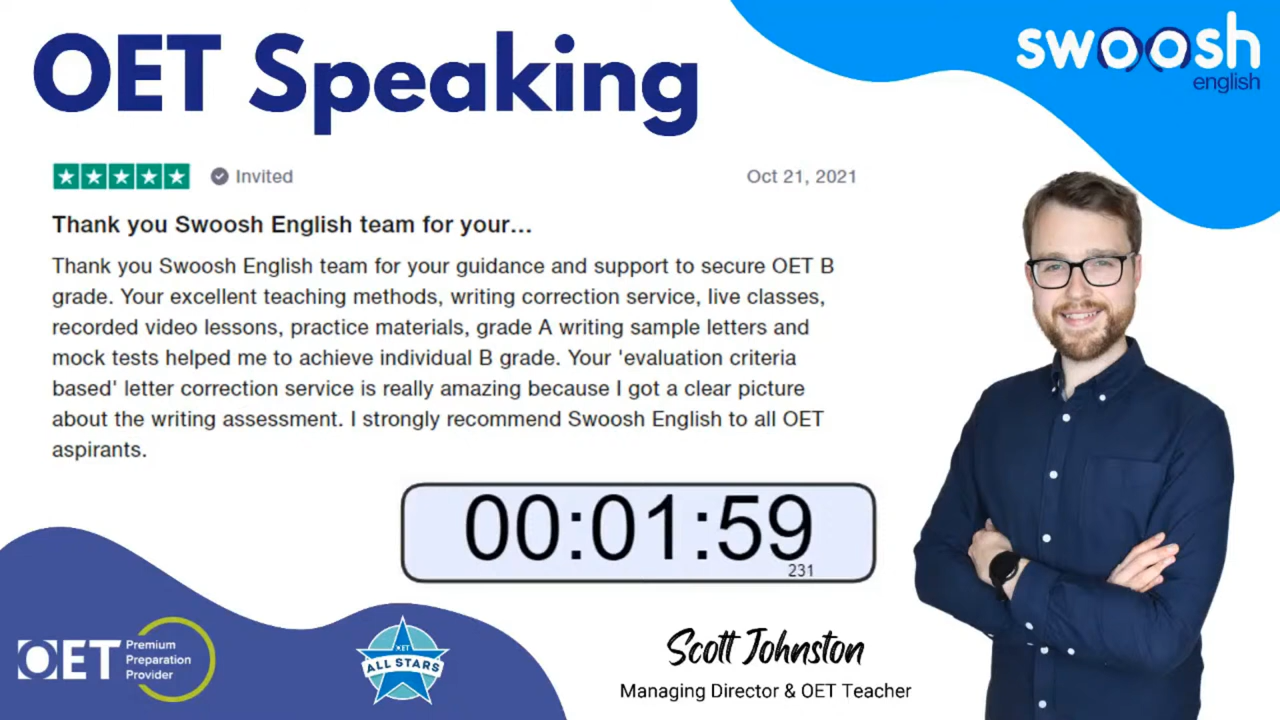 OET Speaking
swoosh
english
Invited
Oct 21, 2021
Thank you Swoosh English team for your...
Thank you Swoosh English team for your guidance and support to secure OET B
grade. Your excellent teaching methods, writing correction service, live classes,
recorded video lessons, practice materials, grade A writing sample letters and
mock tests helped me to achieve individual B grade. Your 'evaluation criteria
based' letter correction service is really amazing because I got a clear picture
about the writing assessment. I strongly recommend Swoosh English to all OET
aspirants.
00:01:59
231
OET
Premium
Preparation
Provider
ALL STARS
Scott Johnston
Managing Director & OET Teacher